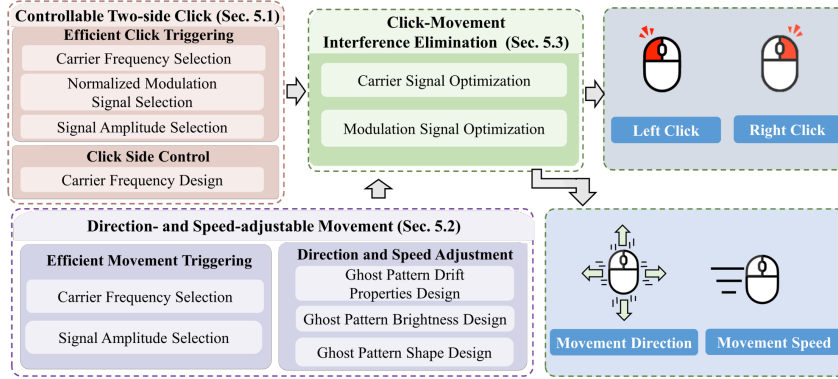 Controllable Two-side Click (Sec. 5.1)
Efficient Click Triggering
Carrier Frequency Selection
Normalized Modulation
Signal Selection
Signal Amplitude Selection
Click Side Control
Carrier Frequency Design
Click-Movement
Interference Elimination (Sec. 5.3)
Carrier Signal Optimization
Modulation Signal Optimization
Left Click
Right Click
Direction- and Speed-adjustable Movement (Sec. 5.2)
Efficient Movement Triggering
Carrier Frequency Selection
Signal Amplitude Selection
Direction and Speed Adjustment
Ghost Pattern Drift
Properties Design
Ghost Pattern Brightness Design
Ghost Pattern Shape Design
Movement Direction
Movement Speed